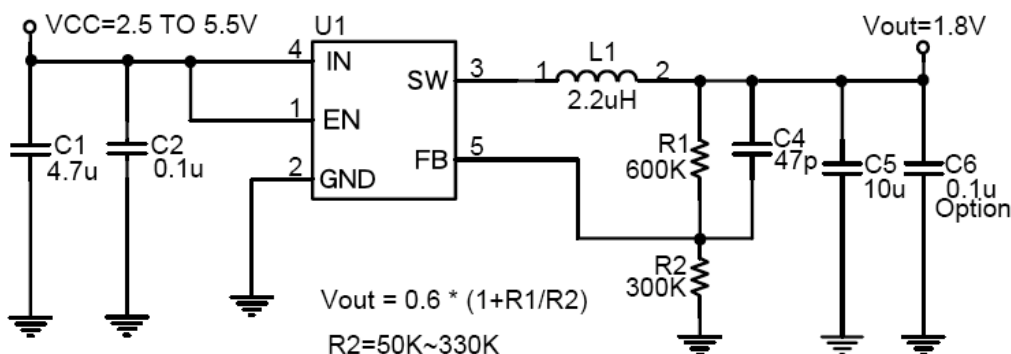 VCC=2.5 TO 5.5V
U1
Vout=1.8V
4
IN
SW
3
1
L1
2
2.2uH
1
EN
C1
4.7u
C2
0.1u
FB
5
R1
600K
C4
47p
C5
10u
C6
0.1u
Option
2
GND
R2
300K
Vout = 0.6 * (1+R1/R2)
R2=50K~330K